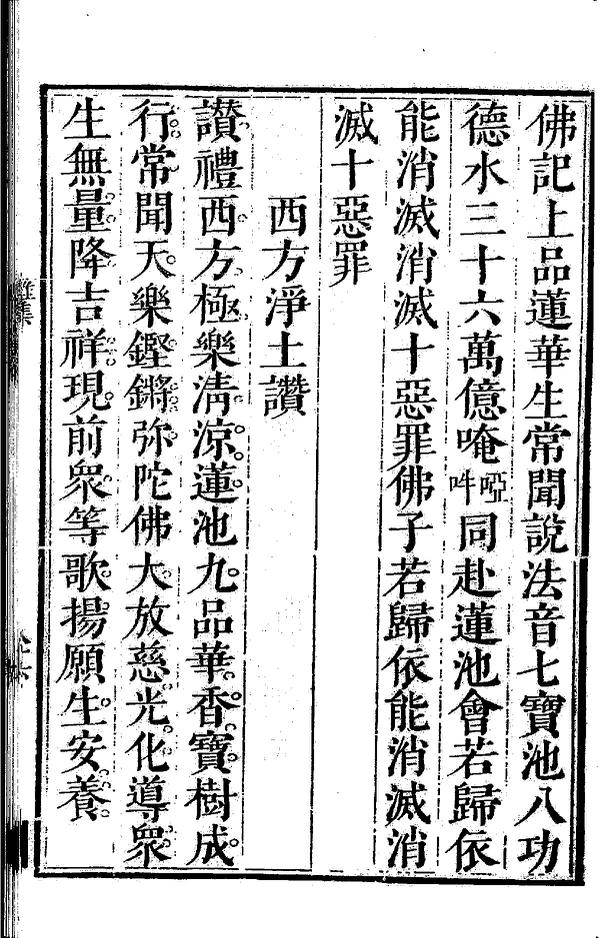 佛記上品蓮華生常聞說法音七寶池八功
德水三十六萬億唵啞吽同赴蓮池會若歸依
能消滅消滅十惡罪佛子若歸依能消滅消
滅十惡罪
西方淨土讚
讃禮西方極樂淸涼蓮池九品華香寶樹成
行常聞天樂鏗鏘弥陀佛大放慈光化導衆
生無量降吉祥現前衆等歌揚願生安養